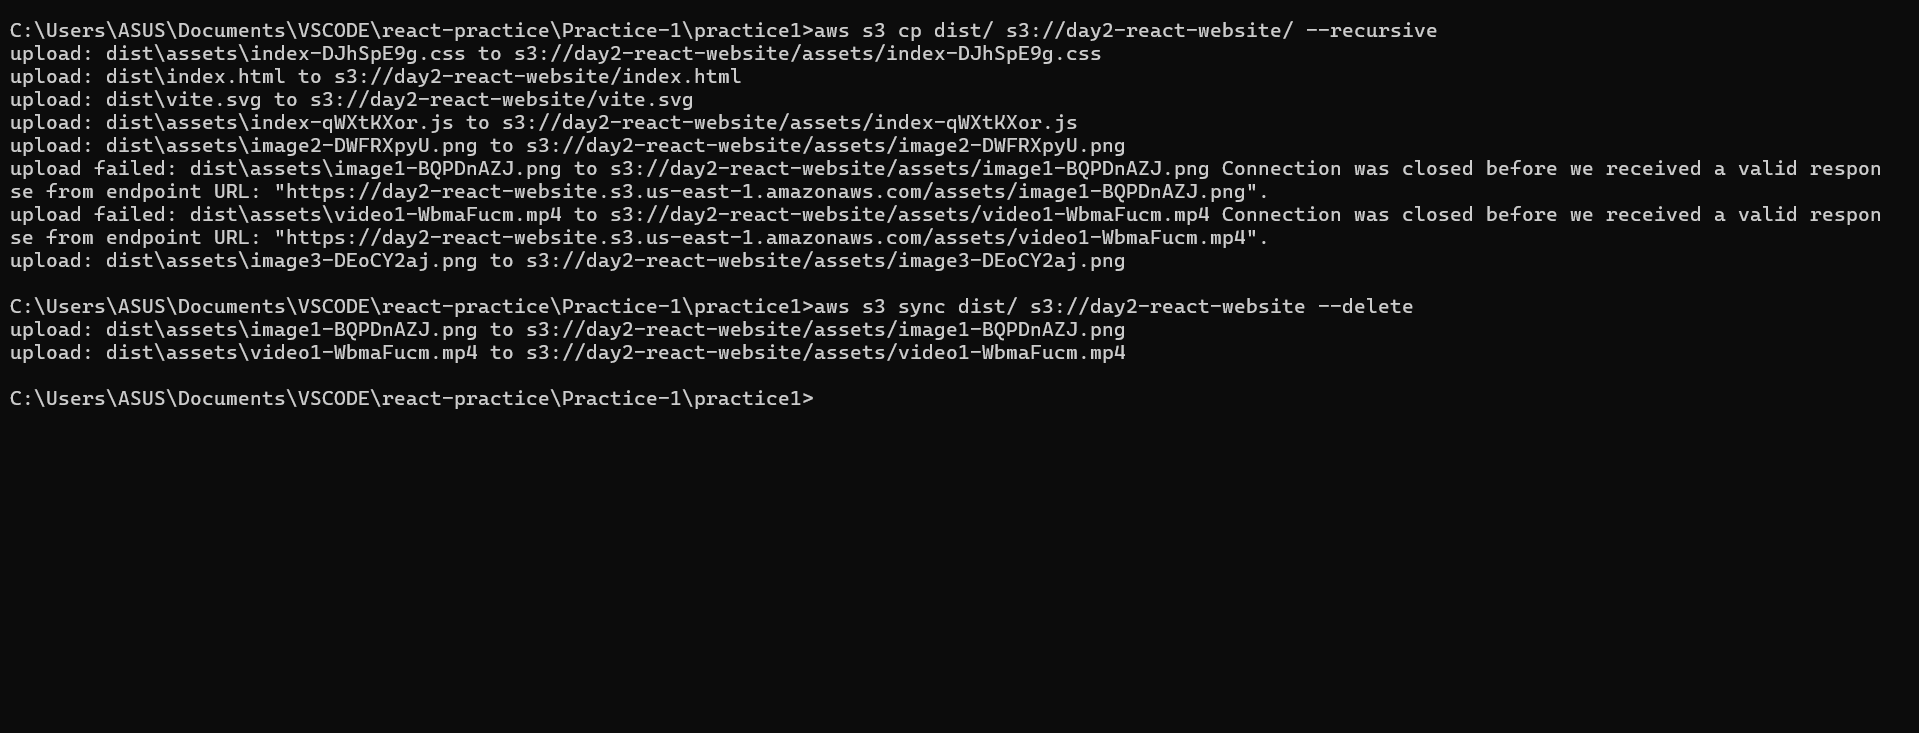 C:\Users\ASUS\Documents\VSCODE\react-practice\Practice-1\practice1>aws s3 cp dist/ s3://day2-react-website/ --recursive
upload: dist\assets\index-DJhSpE9g.css to s3://day2-react-website/assets/index-DJhSpE9g.css
upload: dist\index.html to s3://day2-react-website/index.html
upload: dist\vite.svg to s3://day2-react-website/vite.svg
upload: dist\assets\index-qWXtKXor.js to s3://day2-react-website/assets/index-qWXtKXor.js
upload: dist\assets\image2-DWFRXpyU.png to s3://day2-react-website/assets/image2-DWFRXpyU.png
upload failed: dist\assets\image1-BQPDnAZJ.png to s3://day2-react-website/assets/image1-BQPDnAZJ.png Connection was closed before we received a valid respon
se from endpoint URL: "https://day2-react-website.s3.us-east-1.amazonaws.com/assets/image1-BQPDnAZJ.png".
upload failed: dist\assets\video1-WbmaFucm.mp4 to s3://day2-react-website/assets/video1-WbmaFucm.mp4 Connection was closed before we received a valid respon
se from endpoint URL: "https://day2-react-website.s3.us-east-1.amazonaws.com/assets/video1-WbmaFucm.mp4".
upload: dist\assets\image3-DEoCY2aj.png to s3://day2-react-website/assets/image3-DEoCY2aj.png
C:\Users\ASUS\Documents\VSCODE\react-practice\Practice-1\practice1>aws s3 sync dist/ s3://day2-react-website --delete
upload: dist\assets\image1-BQPDnAZJ.png to s3://day2-react-website/assets/image1-BQPDnAZJ.png
upload: dist\assets\video1-WbmaFucm.mp4 to s3://day2-react-website/assets/video1-WbmaFucm.mp4
C:\Users\ASUS\Documents\VSCODE\react-practice\Practice-1\practice1>